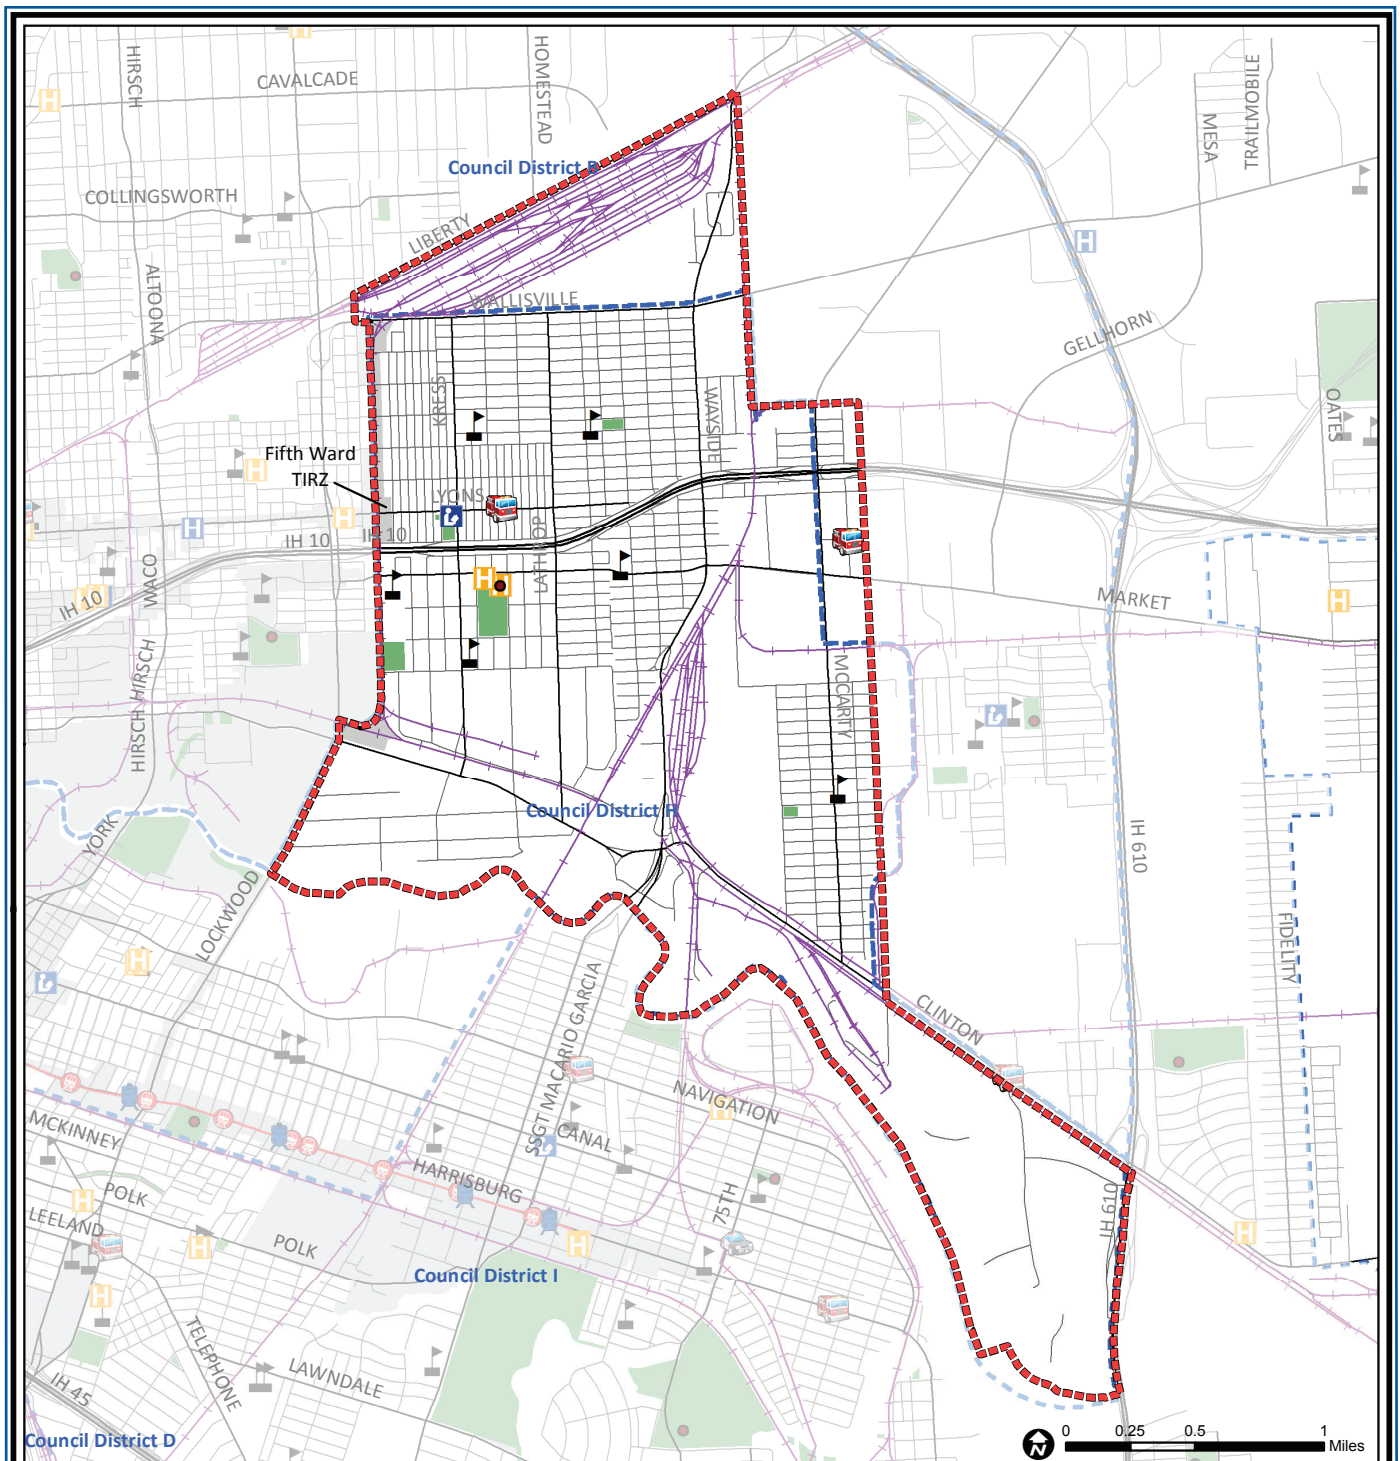 HIRSCH
CAVALCADE
HOMESTEAD
TRAILMOBILE
MESA
Council District B
COLLINGSWORTH
LIBERTY
ALTOONA
WALLISVILLE
GELLHORN
KRESS
WAYSIDE
OATES
Fifth Ward
TIRZ
LYONS
LATHROP
IH 10
IH 10
WACO
IH 10
MARKET
HIRSCH
HIRSCH
MCCARTY
Council District H
YORK
IH 610
LOCKWOOD
FIDELITY
SSGT MACARIO GARCIA
CLINTON
NAVIGATION
MCKINNEY
CANAL
HARRISBURG
POLK
75TH
IH 610
LEELAND
POLK
Council District I
TELEPHONE
LAWNDALE
IH 45
Council District D
N
0 0.25 0.5 1
Miles